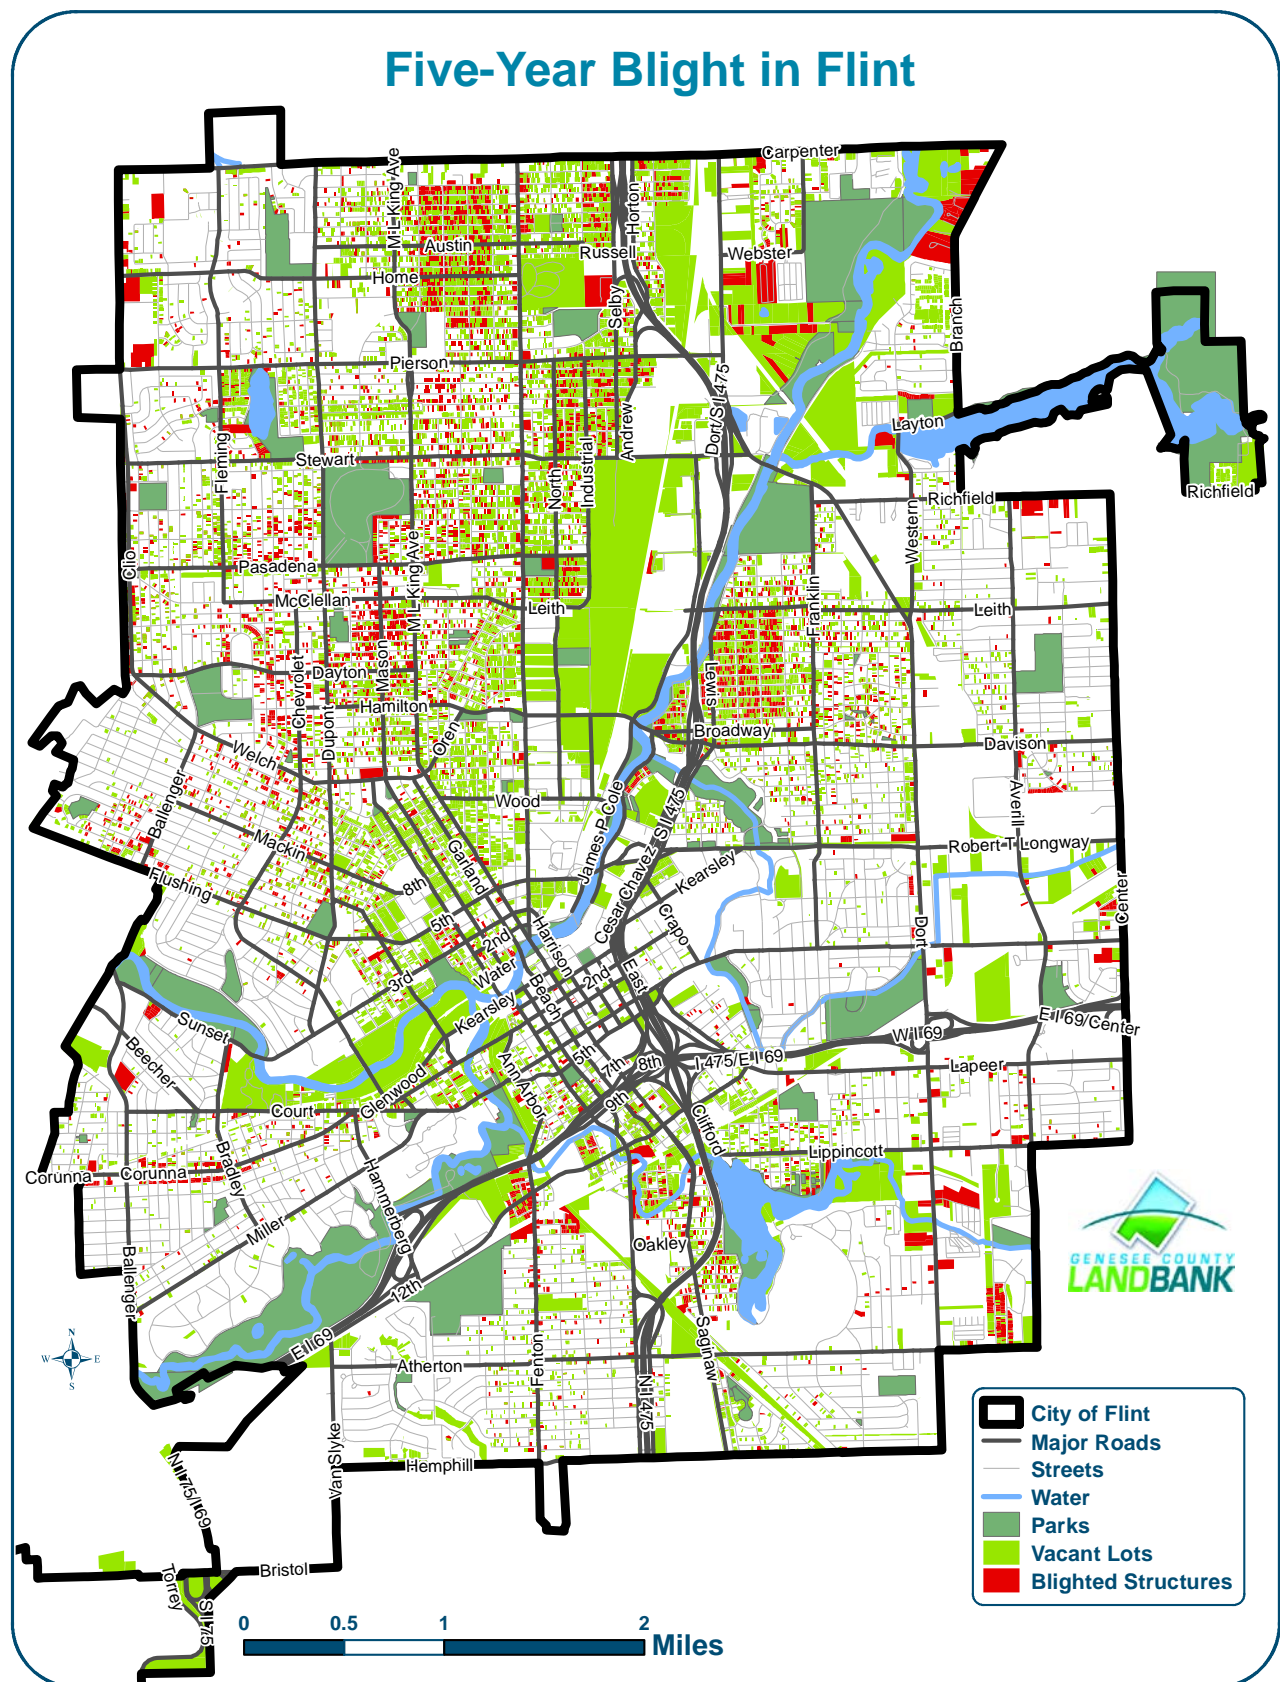 Five-Year Blight in Flint
Carpenter
M L King Ave
Horton
Austin
Russell
Webster
Home
Selby
Branch
Pierson
Dort/S I 475
Andrew
Layton
Fleming
Stewart
North
Industrial
Richfield
Richfield
Western
Clio
Pasadena
M L King Ave
McClellan
Leith
Franklin
Leith
Mason
Chevrolet
Dayton
Lewis
Hamilton
Dupont
Oren
Broadway
Davison
Welch
Ballenger
Wood
James P Cole
Cesar Chavez/S I 475
Averill
Mackin
Garland
Robert T Longway
Flushing
8th
Kearsley
Center
5th
Crapo
Dort
2nd
Harrison
3rd
Water
2nd
East
Beach
Kearsley
Sunset
E I 69/Center
W I 69
Beecher
5th
7th
8th
I 475/E I 69
Lapeer
Ann Arbor
Glenwood
9th
Court
Clifford
Lippincott
Corunna
Corunna
Bradley
Hammerberg
Miller
Oakley
GENESEE COUNTY
LANDBANK
Ballenger
12th
E I 69
N
W
E
S
Atherton
Fenton
Saginaw
N I 475
Van Slyke
Hemphill
N I 75/I 69
Bristol
Torrey
S I 75
City of Flint
Major Roads
Streets
Water
Parks
Vacant Lots
Blighted Structures
0 0.5 1 2
Miles